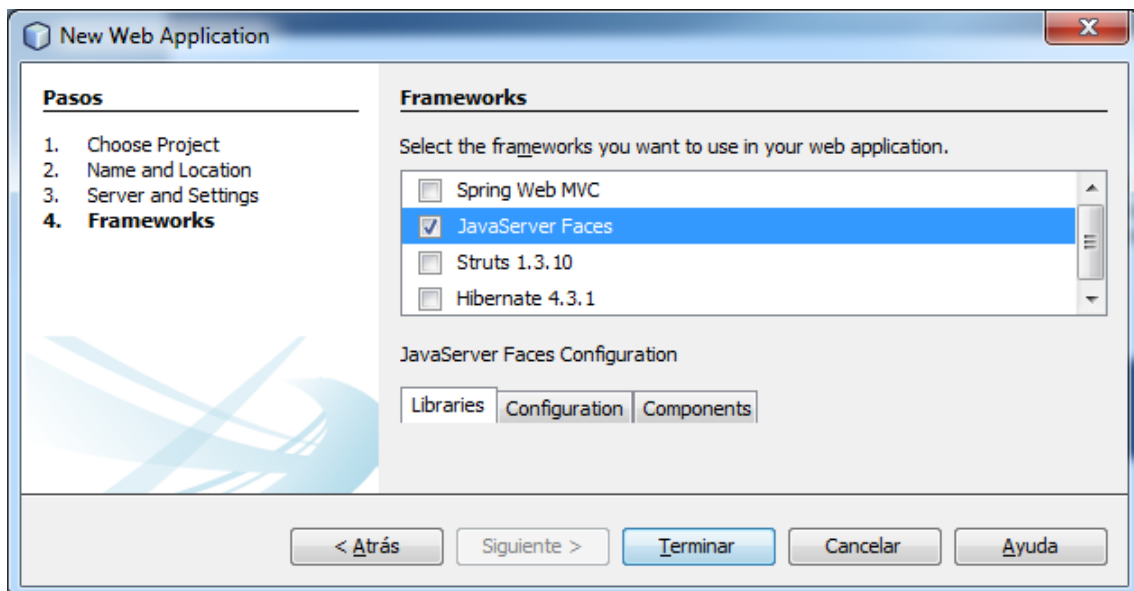 New Web Application
Pasos
1. Choose Project
2. Name and Location
3. Server and Settings
4. Frameworks
Frameworks
Select the frameworks you want to use in your web application.
Spring Web MVC
JavaServer Faces
Struts 1.3.10
Hibernate 4.3.1
JavaServer Faces Configuration
Libraries Configuration Components
< Atrás Siguiente > Terminar Cancelar Ayuda